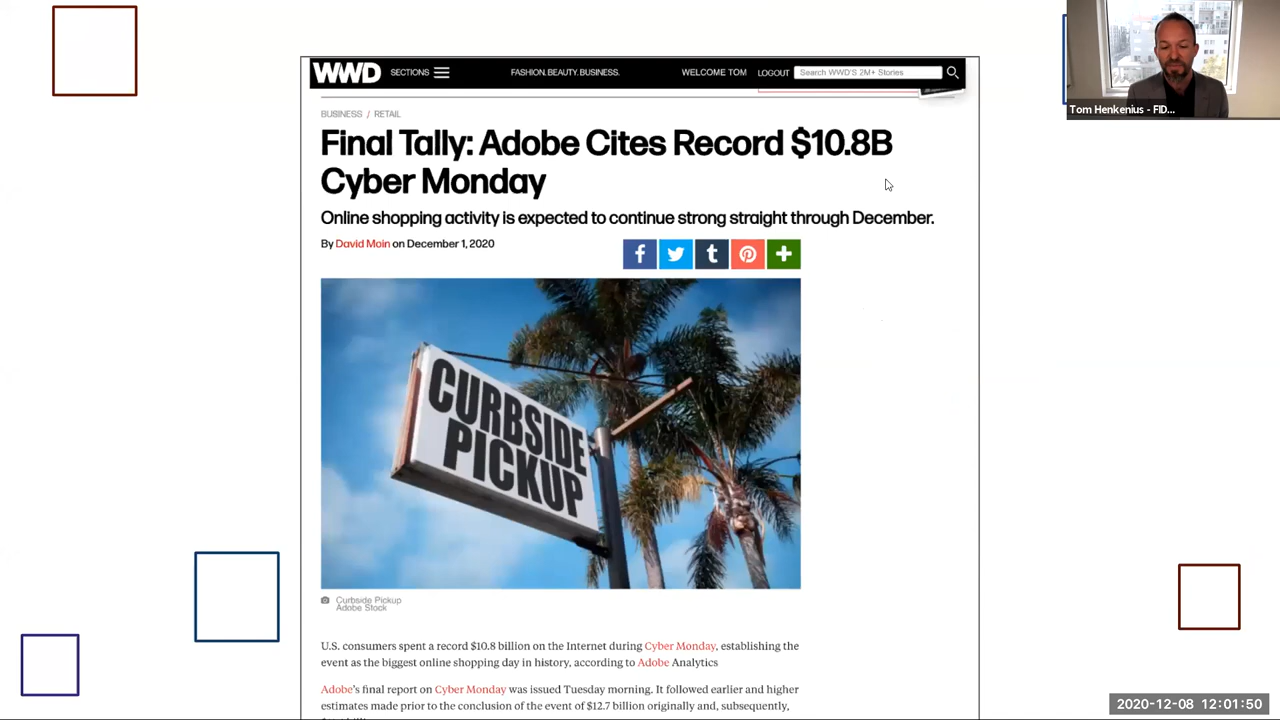 WWD SECTIONS FASHION. BEAUTY. BUSINESS. WELCOME TOM LOGOUT Search WWD'S 2M+ Stories
Tom Henkenius - FID...
BUSINESS / RETAIL
Final Tally: Adobe Cites Record $10.8B
Cyber Monday
Online shopping activity is expected to continue strong straight through December.
By David Moin on December 1, 2020
CURBSIDE
PICKUP
Curbside Pickup
Adobe Stock
U.S. consumers spent a record $10.8 billion on the Internet during Cyber Monday, establishing the
event as the biggest online shopping day in history, according to Adobe Analytics
Adobe's final report on Cyber Monday was issued Tuesday morning. It followed earlier and higher
estimates made prior to the conclusion of the event of $12.7 billion originally and, subsequently,
2020-12-08 12:01:50